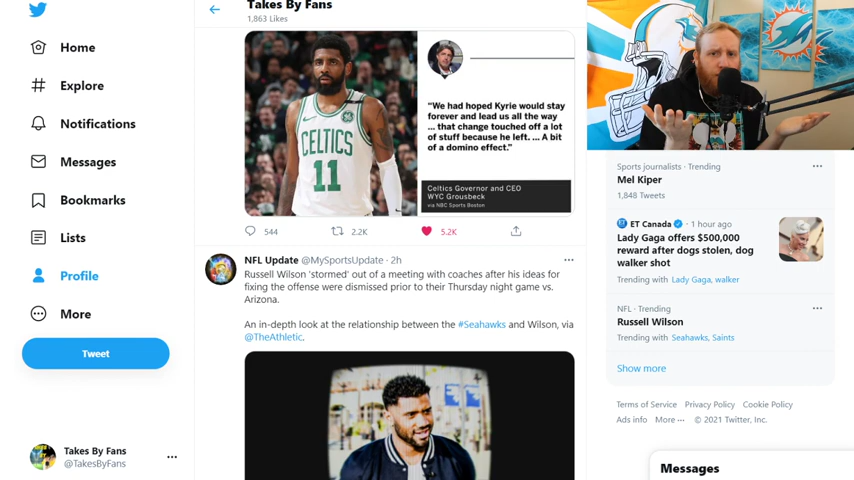 Home
Explore
Notifications
Messages
Bookmarks
Lists
Profile
More
Tweet
Takes By Fans
@TakesByFans
Takes By Fans
1,863 Likes
CELTICS
11
"We had hoped Kyrie would stay
forever and lead us all the way
... that change touched off a lot
of stuff because he left. ... A bit
of a domino effect."
Celtics Governor and CEO
WYC Grousbeck
via NBC Sports Boston
544
2.2K
5.2K
NFL Update @MySportsUpdate · 2h
Russell Wilson 'stormed' out of a meeting with coaches after his ideas for
fixing the offense were dismissed prior to their Thursday night game vs.
Arizona.
An in-depth look at the relationship between the #Seahawks and Wilson, via
@TheAthletic.
Sports journalists · Trending
Mel Kiper
1,848 Tweets
ET Canada · 1 hour ago
Lady Gaga offers $500,000
reward after dogs stolen, dog
walker shot
Trending with Lady Gaga, walker
NFL · Trending
Russell Wilson
Trending with Seahawks, Saints
Show more
Terms of Service Privacy Policy Cookie Policy
Ads info More ··· © 2021 Twitter, Inc.
Messages